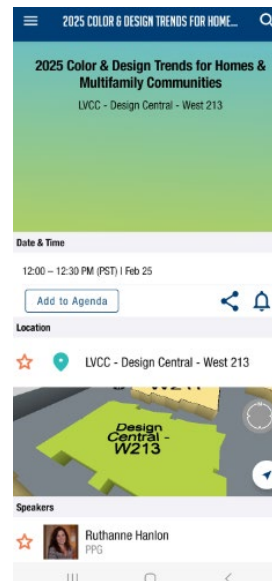 2025 COLOR & DESIGN TRENDS FOR HOME...
2025 Color & Design Trends for Homes &
Multifamily Communities
LVCC - Design Central - West 213
Date & Time
12:00 – 12:30 PM (PST) | Feb 25
Add to Agenda
Location
LVCC - Design Central - West 213
Design
Central -
W213
Speakers
Ruthanne Hanlon
PPG